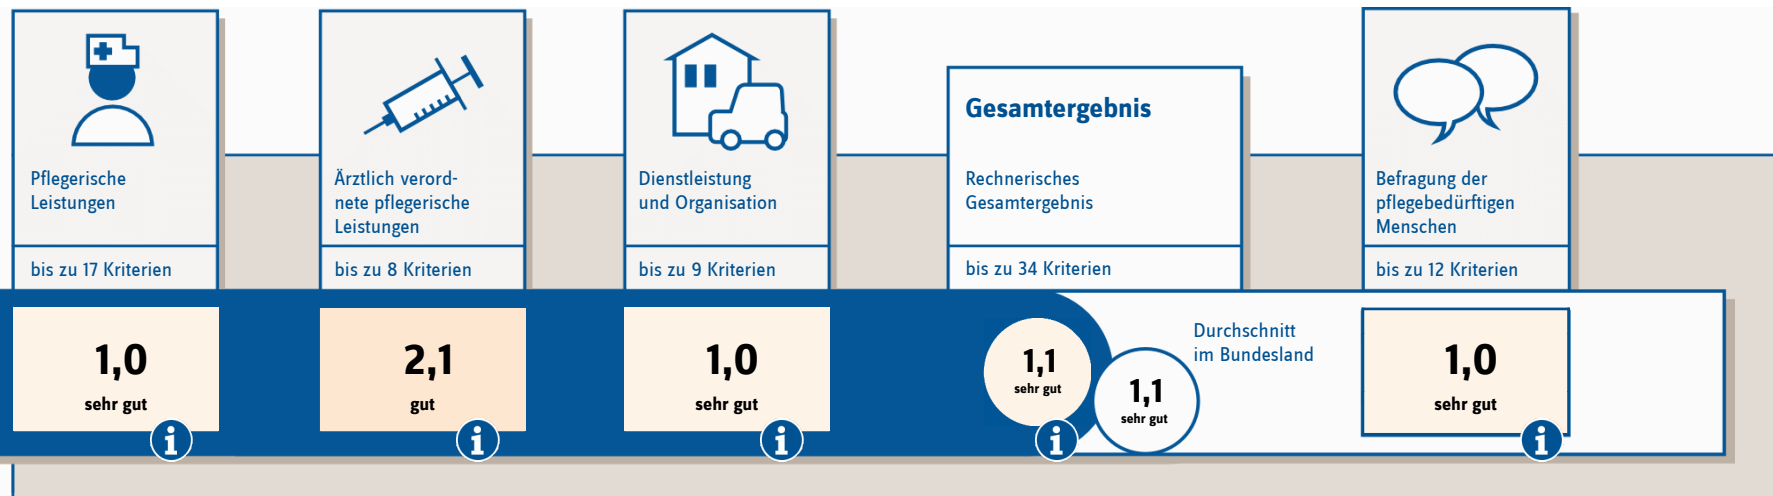 Pflegerische
Leistungen
bis zu 17 Kriterien
1,0
sehr gut
i
Ärztlich verord-
nete pflegerische
Leistungen
bis zu 8 Kriterien
2,1
gut
i
Dienstleistung
und Organisation
bis zu 9 Kriterien
1,0
sehr gut
i
Gesamtergebnis
Rechnerisches
Gesamtergebnis
bis zu 34 Kriterien
1,1
sehr gut
i
1,1
sehr gut
Durchschnitt
im Bundesland
Befragung der
pflegebedürftigen
Menschen
bis zu 12 Kriterien
1,0
sehr gut
i